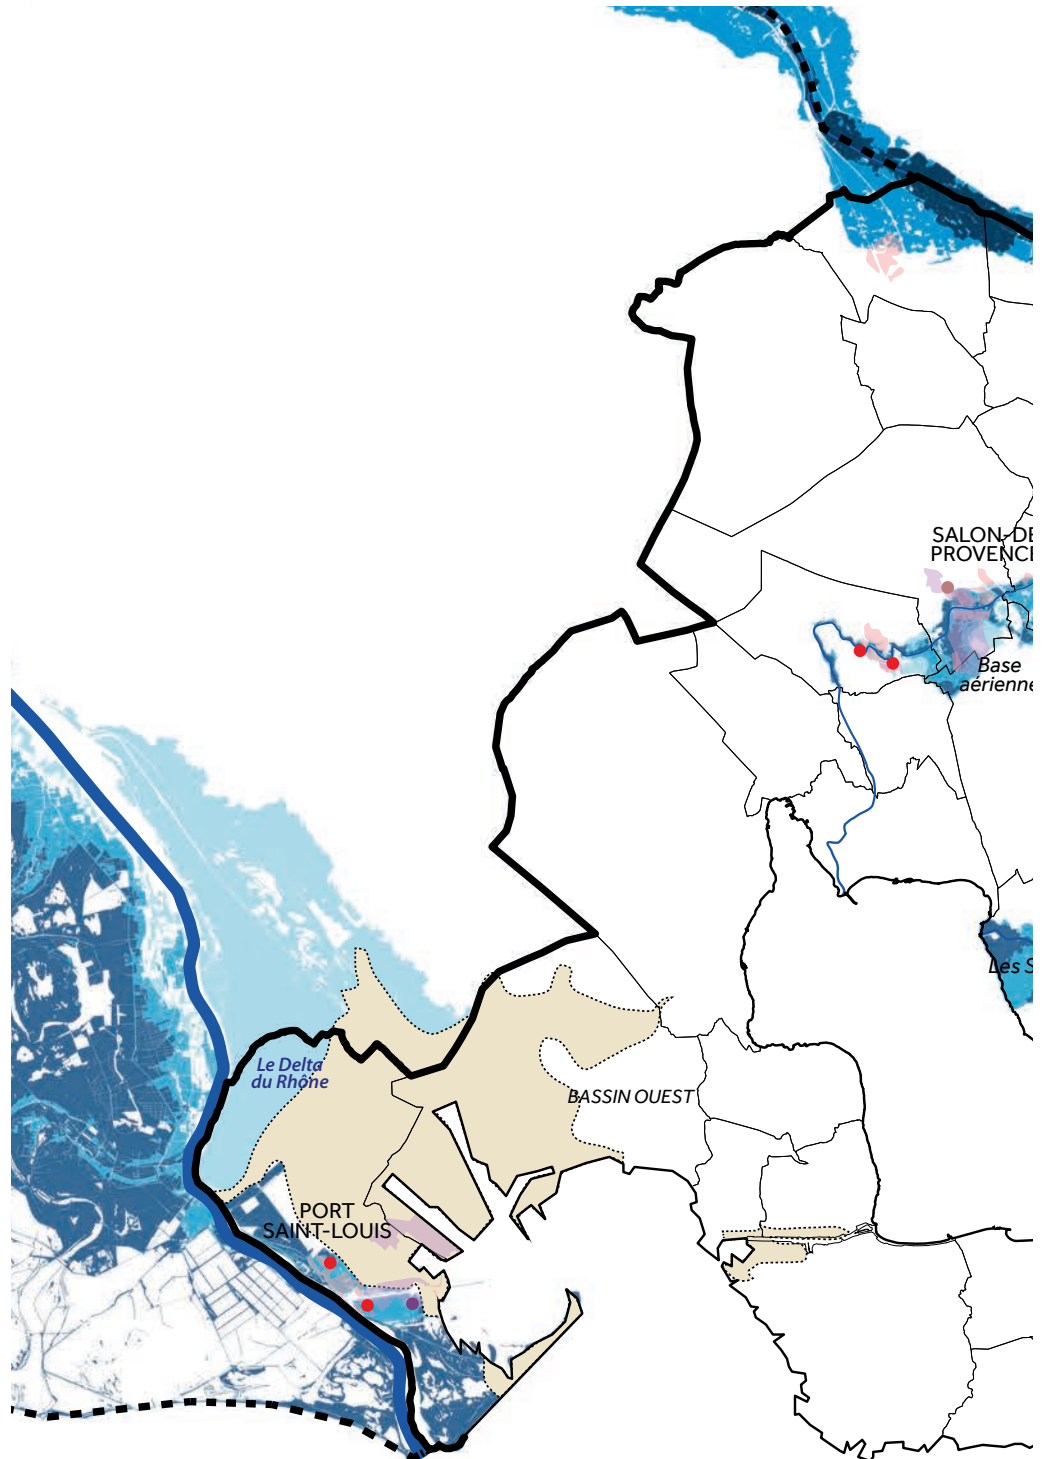 SALON-DE
PROVENCE
Base
aérienne
Les S
Le Delta
du Rhône
BASSIN OUEST
PORT
SAINT-LOUIS